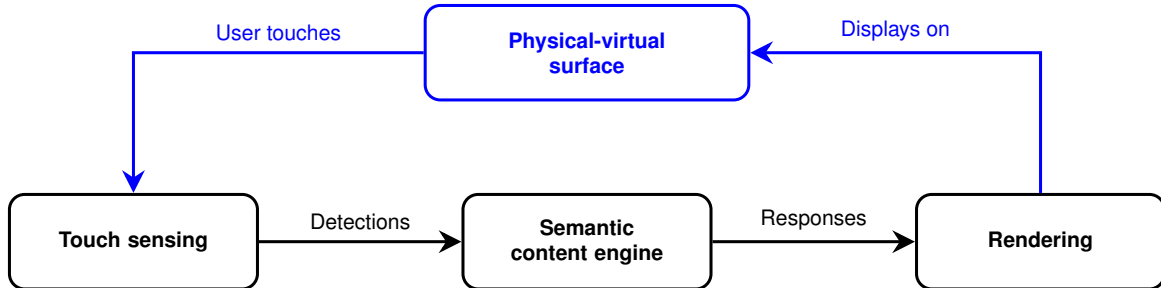 User touches
Physical-virtual
surface
Displays on
Touch sensing
Detections
Semantic
content engine
Responses
Rendering